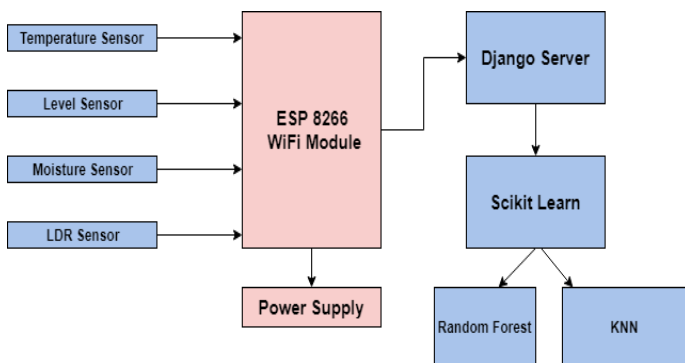 Temperature Sensor
Level Sensor
Moisture Sensor
LDR Sensor
ESP 8266
WiFi Module
Power Supply
Django Server
Scikit Learn
Random Forest
KNN